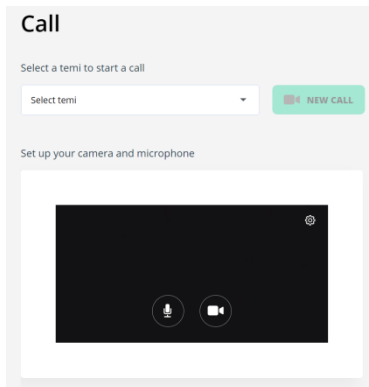 Call
Select a temi to start a call
Select temi
NEW CALL
Set up your camera and microphone